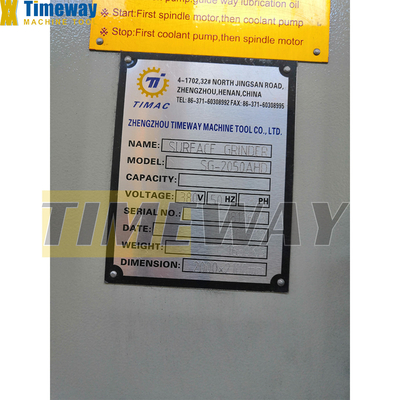 Timeway
MACHINE TOOL
pump, guide way lubrication oil
Start:First spindle motor, then coolant pump
Stop:First coolant pump, then spindle motor
TIMAC
4-1702,32# NORTH JINGSAN ROAD,
ZHENGZHOU,HENAN,CHINA
TEL:86-371-60308992 FAX:86-371-60308995
ZHENGZHOU TIMEWAY MACHINE TOOL CO., LTD.
NAME: SURFACE GRINDER
MODEL: SG-2050AHD
CAPACITY:
VOLTAGE: 380 V 50 HZ PH
SERIAL NO.:
DATE:
WEIGHT:
DIMENSION:
TIMEWAY